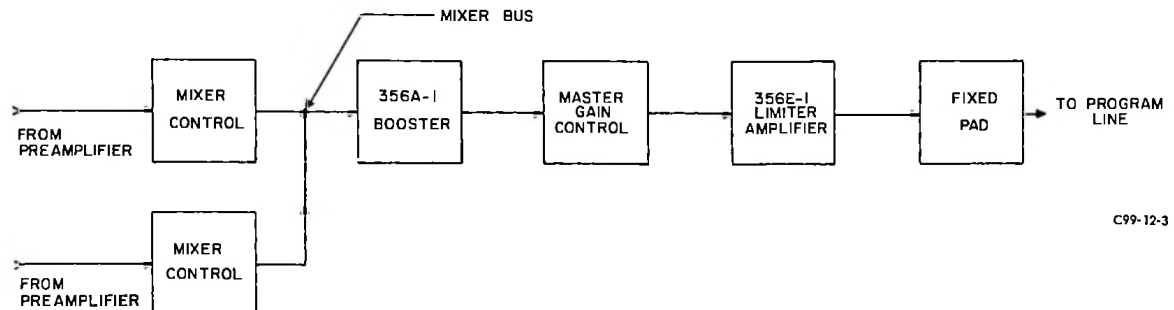 MIXER BUS
MIXER
CONTROL
356A-1
BOOSTER
MASTER
GAIN
CONTROL
356E-1
LIMITER
AMPLIFIER
FIXED
PAD
TO PROGRAM
LINE
FROM
PREAMPLIFIER
C99-12-3
MIXER
CONTROL
FROM
PREAMPLIFIER